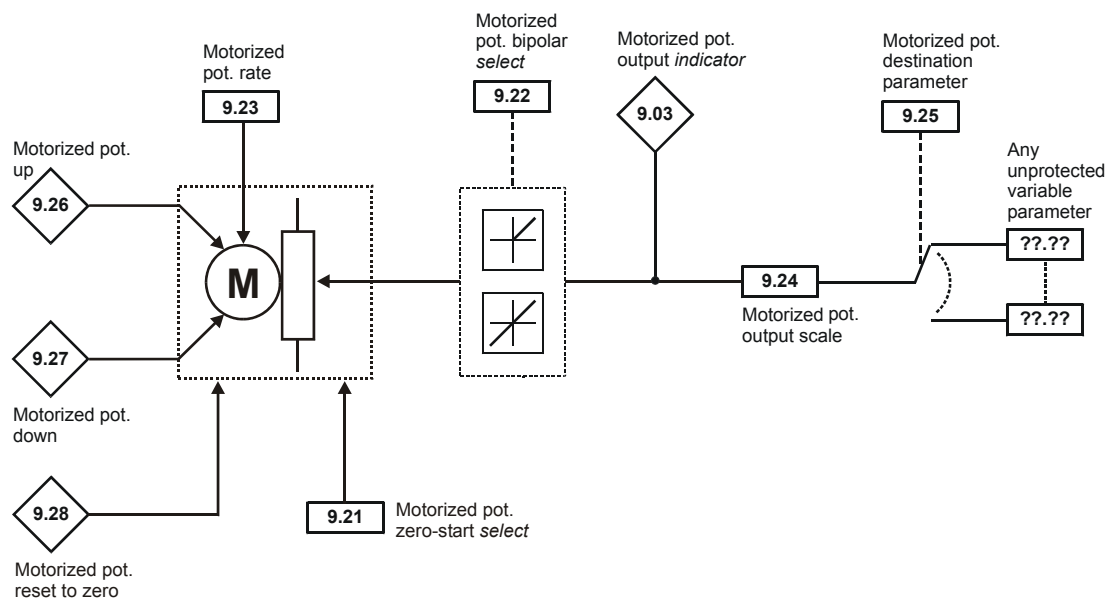 Motorized
pot. rate
9.23
Motorized
pot. bipolar
select
9.22
Motorized pot.
output indicator
9.03
Motorized pot.
destination
parameter
9.25
Any
unprotected
variable
parameter
??.??
??.??
Motorized pot.
up
9.26
M
9.24
Motorized pot.
output scale
9.27
Motorized pot.
down
9.28
Motorized pot.
reset to zero
9.21
Motorized pot.
zero-start select